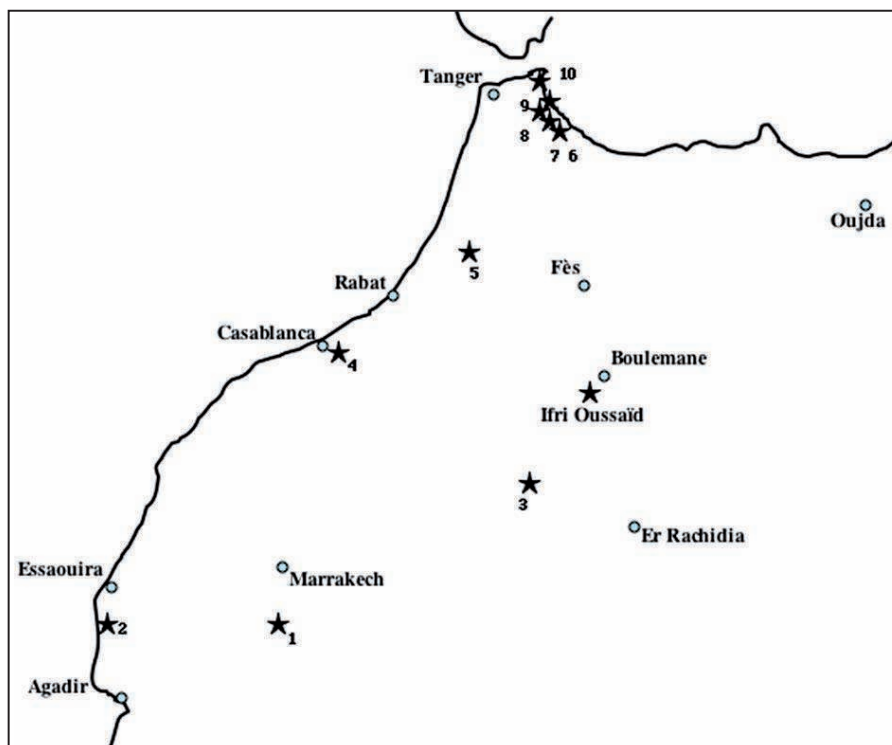 10
Tanger
9
8
7 6
Oujda
5
Fès
Rabat
Casablanca
4
Boulemane
Ifri Oussaïd
3
Er Rachidia
Essaouira
Marrakech
2
1
Agadir